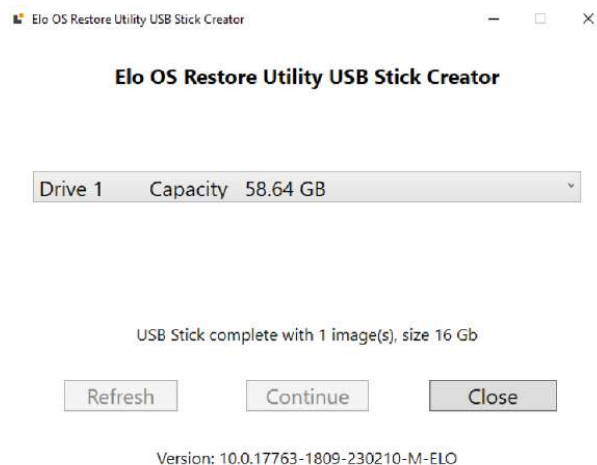 Elo OS Restore Utility USB Stick Creator
Elo OS Restore Utility USB Stick Creator
Drive 1 Capacity 58.64 GB
USB Stick complete with 1 image(s), size 16 Gb
Refresh Continue Close
Version: 10.0.17763-1809-230210-M-ELO